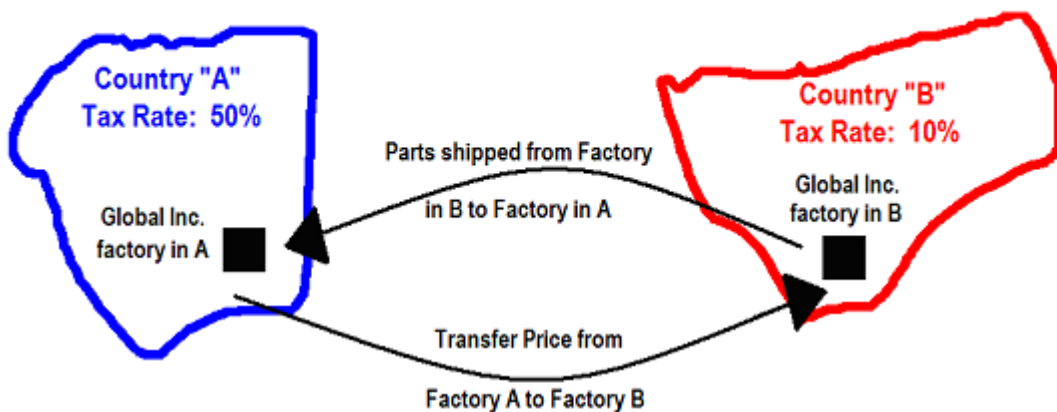 Country "A"
Tax Rate: 50%
Country "B"
Tax Rate: 10%
Parts shipped from Factory
in B to Factory in A
Global Inc.
factory in A
Global Inc.
factory in B
Transfer Price from
Factory A to Factory B